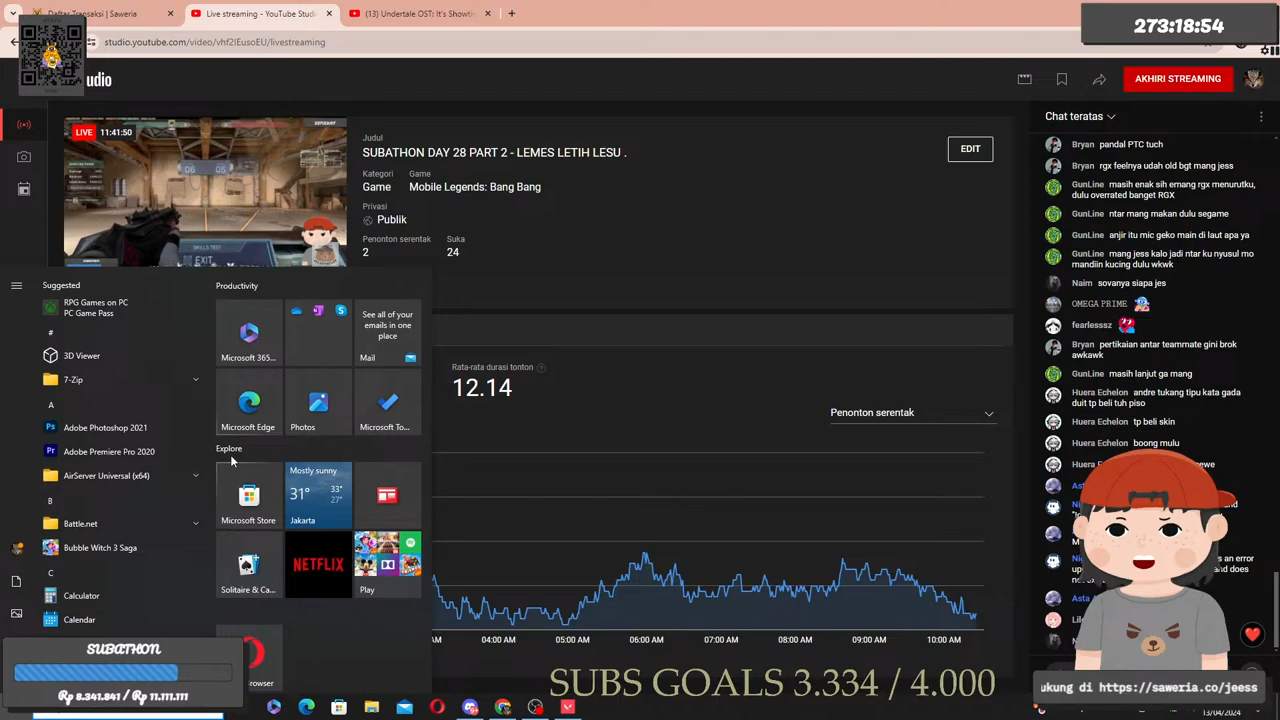 Daftar Transaksi | Saweria
Live streaming - YouTube Studi
(13) Undertale OST: It's Showtim
273:18:54
studio.youtube.com/video/vhf2IEusoEU/livestreaming
udio
AKHIRI STREAMING
LIVE 11:41:50
Judul
SUBATHON DAY 28 PART 2 - LEMES LETIH LESU .
EDIT
Kategori
Game
Game
Mobile Legends: Bang Bang
Privasi
Publik
Penonton serentak
2
Suka
24
06 05
SKILLS TEST
EXIT
Suggested
RPG Games on PC
PC Game Pass
#
3D Viewer
7-Zip
A
Adobe Photoshop 2021
Adobe Premiere Pro 2020
AirServer Universal (x64)
B
Battle.net
Bubble Witch 3 Saga
C
Calculator
Calendar
Productivity
Microsoft 365...
See all of your
emails in one
place
Mail
Microsoft Edge
Photos
Microsoft To...
Explore
Microsoft Store
Mostly sunny
31°
33°
27°
Jakarta
Solitaire & Ca...
NETFLIX
Play
rowser
Rata-rata durasi tonton
12.14
Penonton serentak
AM
04:00 AM
05:00 AM
06:00 AM
07:00 AM
08:00 AM
09:00 AM
10:00 AM
Chat teratas
Bryan pandal PTC tuch
Bryan rgx feelnya udah old bgt mang jess
GunLine masih enak sih emang rgx menurutku,
dulu overrated banget RGX
GunLine ntar mang makan dulu segame
GunLine anjir itu mic geko main di laut apa ya
GunLine mang jess kalo jadi ntar ku nyusul mo
mandiin kucing dulu wkwk
Naim sovanya siapa jes
OMEGA PRIME
fearlesssz
Bryan pertikaian antar teammate gini brok
awkawk
GunLine masih lanjut ga mang
Huera Echelon andre tukang tipu kata gada
duit tp beli tuh piso
Huera Echelon tp beli skin
Huera Echelon boong mulu
SUBATHON
Rp 8.341.841 / Rp 11.111.111
SUBS GOALS 3.334 / 4.000
ukung di https://saweria.co/jeess
13/04/2024